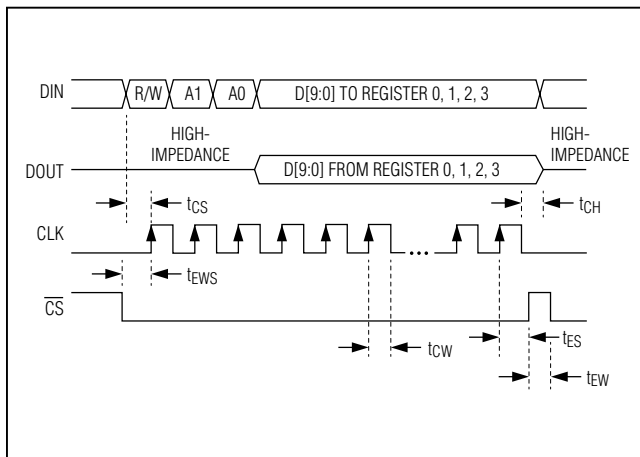 DIN
R/W
A1
A0
D[9:0] TO REGISTER 0, 1, 2, 3
HIGH-
IMPEDANCE
HIGH-
IMPEDANCE
DOUT
D[9:0] FROM REGISTER 0, 1, 2, 3
tCS
tCH
CLK
tEWS
CS
tCW
tES
tEW